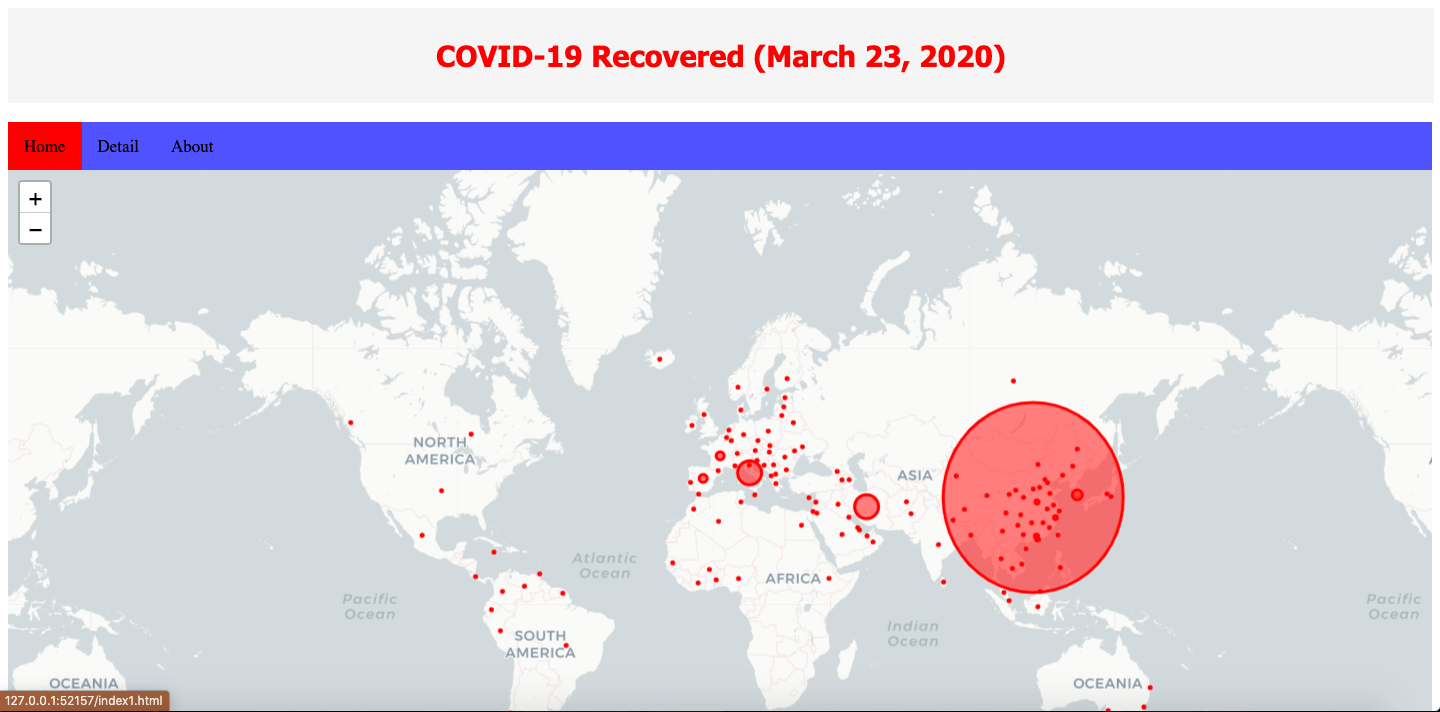 COVID-19 Recovered (March 23, 2020)
Home Detail About
+
−
NORTH
AMERICA
ASIA
Atlantic
Ocean
AFRICA
Pacific
Ocean
Pacific
Ocean
Indian
Ocean
SOUTH
AMERICA
OCEANIA
OCEANIA
127.0.0.1:52157/index1.html